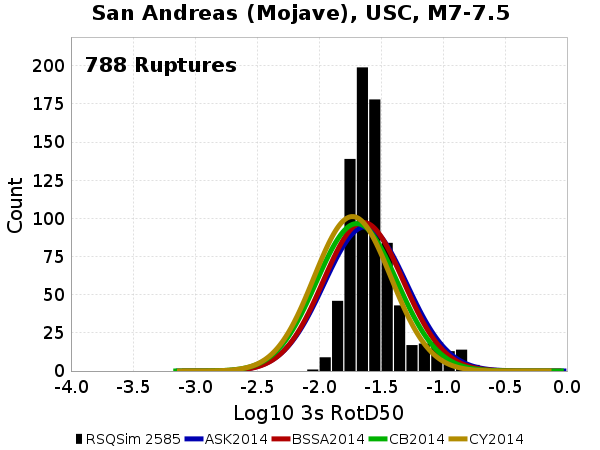 San Andreas (Mojave), USC, M7-7.5
788 Ruptures
Count
200
175
150
125
100
75
50
25
0
-4.0 -3.5 -3.0 -2.5 -2.0 -1.5 -1.0 -0.5 0.0
Log10 3s RotD50
RSQSim 2585 ASK2014 BSSA2014 CB2014 CY2014